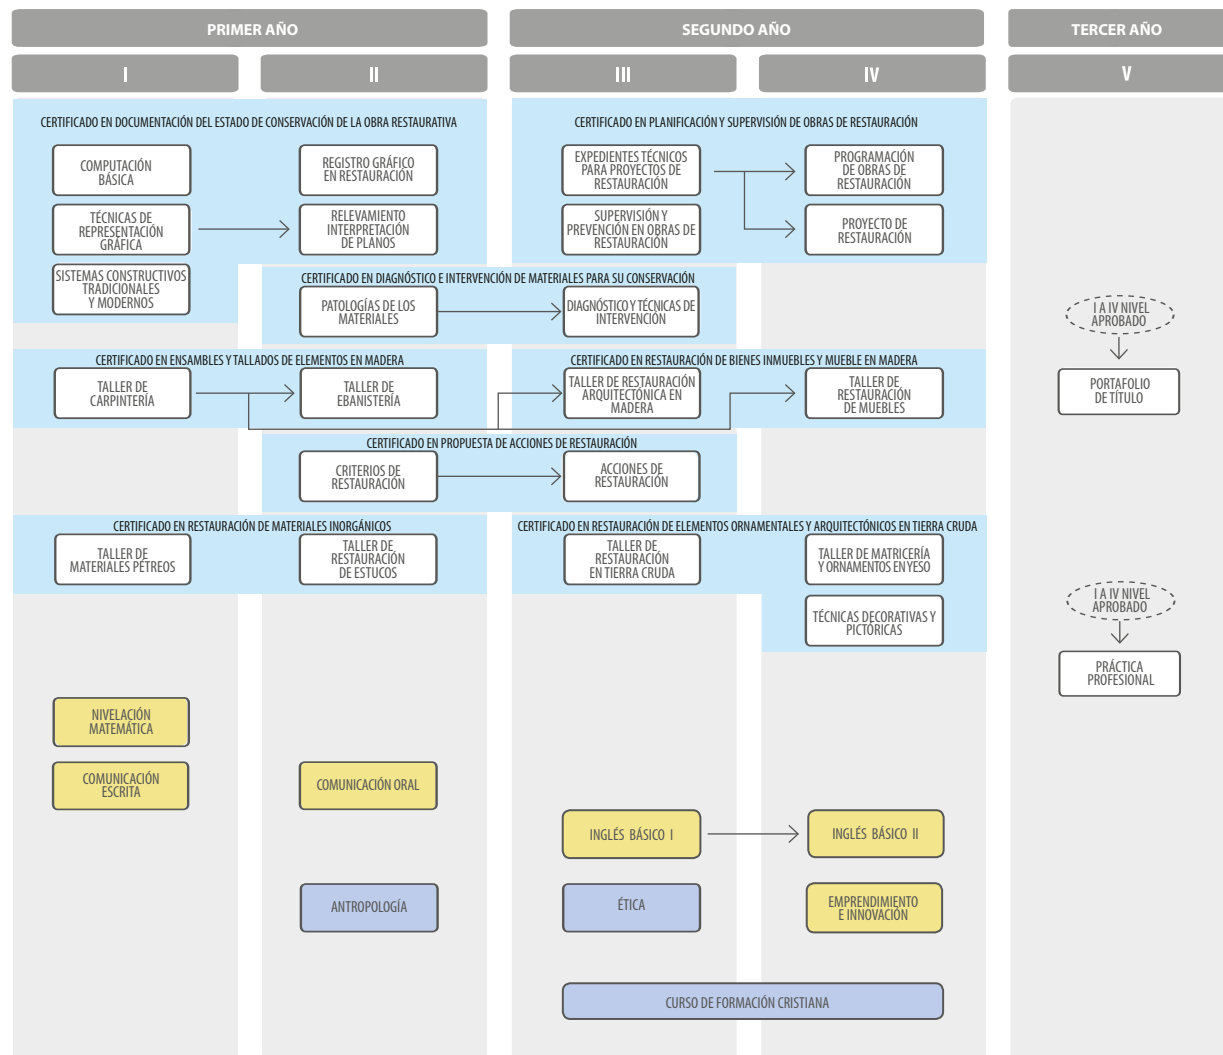 PRIMER AÑO
SEGUNDO AÑO
TERCER AÑO
I
II
III
IV
V
CERTIFICADO EN DOCUMENTACIÓN DEL ESTADO DE CONSERVACIÓN DE LA OBRA RESTAURATIVA
CERTIFICADO EN PLANIFICACIÓN Y SUPERVISIÓN DE OBRAS DE RESTAURACIÓN
COMPUTACIÓN
BÁSICA
REGISTRO GRÁFICO
EN RESTAURACIÓN
EXPEDIENTES TÉCNICOS
PARA PROYECTOS DE
RESTAURACIÓN
PROGRAMACIÓN
DE OBRAS DE
RESTAURACIÓN
TÉCNICAS DE
REPRESENTACIÓN
GRÁFICA
RELEVAMIENTO
INTERPRETACIÓN
DE PLANOS
SUPERVISIÓN Y
PREVENCIÓN EN OBRAS DE
RESTAURACIÓN
PROYECTO DE
RESTAURACIÓN
SISTEMAS CONSTRUCTIVOS
TRADICIONALES
Y MODERNOS
CERTIFICADO EN DIAGNÓSTICO E INTERVENCIÓN DE MATERIALES PARA SU CONSERVACIÓN
PATOLOGÍAS DE LOS
MATERIALES
DIAGNÓSTICO Y TÉCNICAS DE
INTERVENCIÓN
I A IV NIVEL
APROBADO
CERTIFICADO EN ENSAMBLES Y TALLADOS DE ELEMENTOS EN MADERA
CERTIFICADO EN RESTAURACIÓN DE BIENES INMUEBLES Y MUEBLE EN MADERA
TALLER DE
CARPINTERÍA
TALLER DE
EBANISTERÍA
TALLER DE RESTAURACIÓN
ARQUITECTÓNICA EN
MADERA
TALLER DE
RESTAURACIÓN
DE MUEBLES
PORTAFOLIO
DE TÍTULO
CERTIFICADO EN PROPUESTA DE ACCIONES DE RESTAURACIÓN
CRITERIOS DE
RESTAURACIÓN
ACCIONES DE
RESTAURACIÓN
CERTIFICADO EN RESTAURACIÓN DE MATERIALES INORGÁNICOS
CERTIFICADO EN RESTAURACIÓN DE ELEMENTOS ORNAMENTALES Y ARQUITECTÓNICOS EN TIERRA CRUDA
TALLER DE
MATERIALES PÉTREOS
TALLER DE
RESTAURACIÓN
DE ESTUCOS
TALLER DE
RESTAURACIÓN
EN TIERRA CRUDA
TALLER DE MATRICERÍA
Y ORNAMENTOS EN YESO
I A IV NIVEL
APROBADO
TÉCNICAS DECORATIVAS Y
PICTÓRICAS
PRÁCTICA
PROFESIONAL
NIVELACIÓN
MATEMÁTICA
COMUNICACIÓN
ESCRITA
COMUNICACIÓN ORAL
INGLÉS BÁSICO I
INGLÉS BÁSICO II
ANTROPOLOGÍA
ÉTICA
EMPRENDIMIENTO
E INNOVACIÓN
CURSO DE FORMACIÓN CRISTIANA